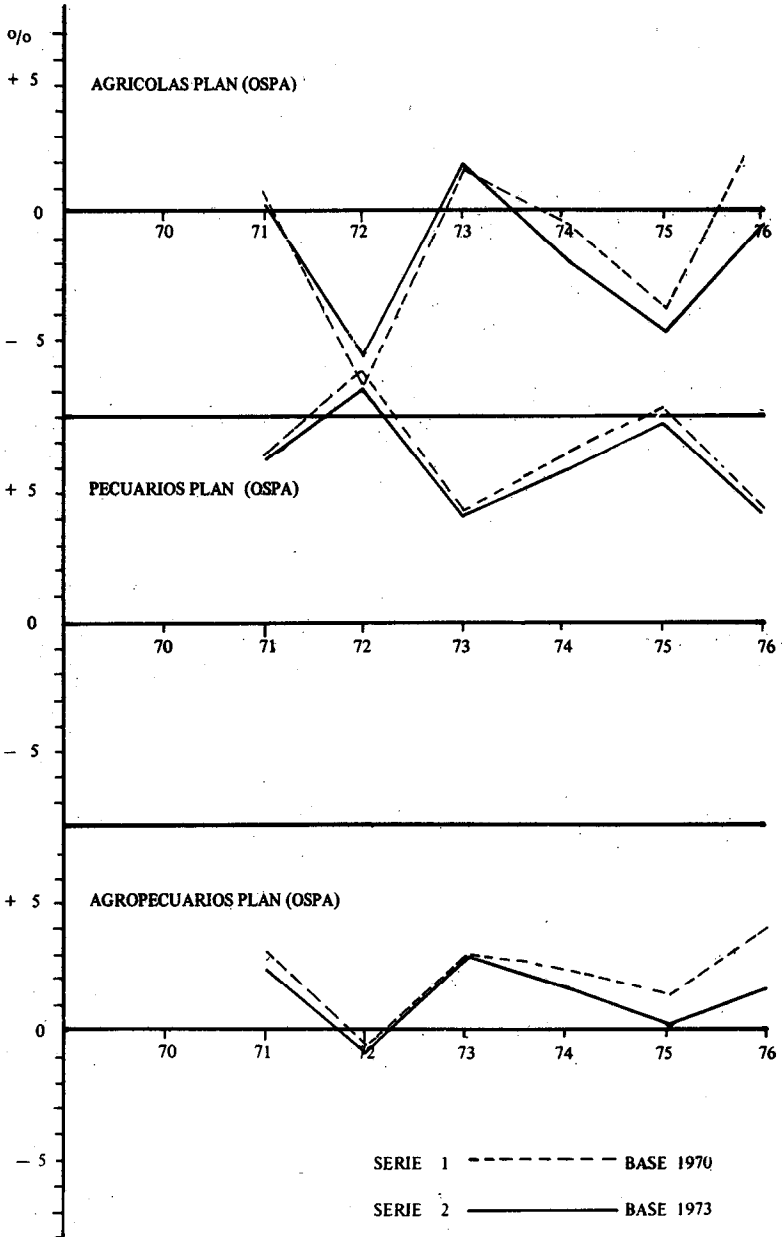 %
+ 5
AGRICOLAS PLAN (OSPA)
0
70 71 72 73 74 75 76
− 5
+ 5
PECUARIOS PLAN (OSPA)
0
70 71 72 73 74 75 76
− 5
+ 5
AGROPECUARIOS PLAN (OSPA)
0
70 71 72 73 74 75 76
− 5
SERIE 1 BASE 1970
SERIE 2 BASE 1973